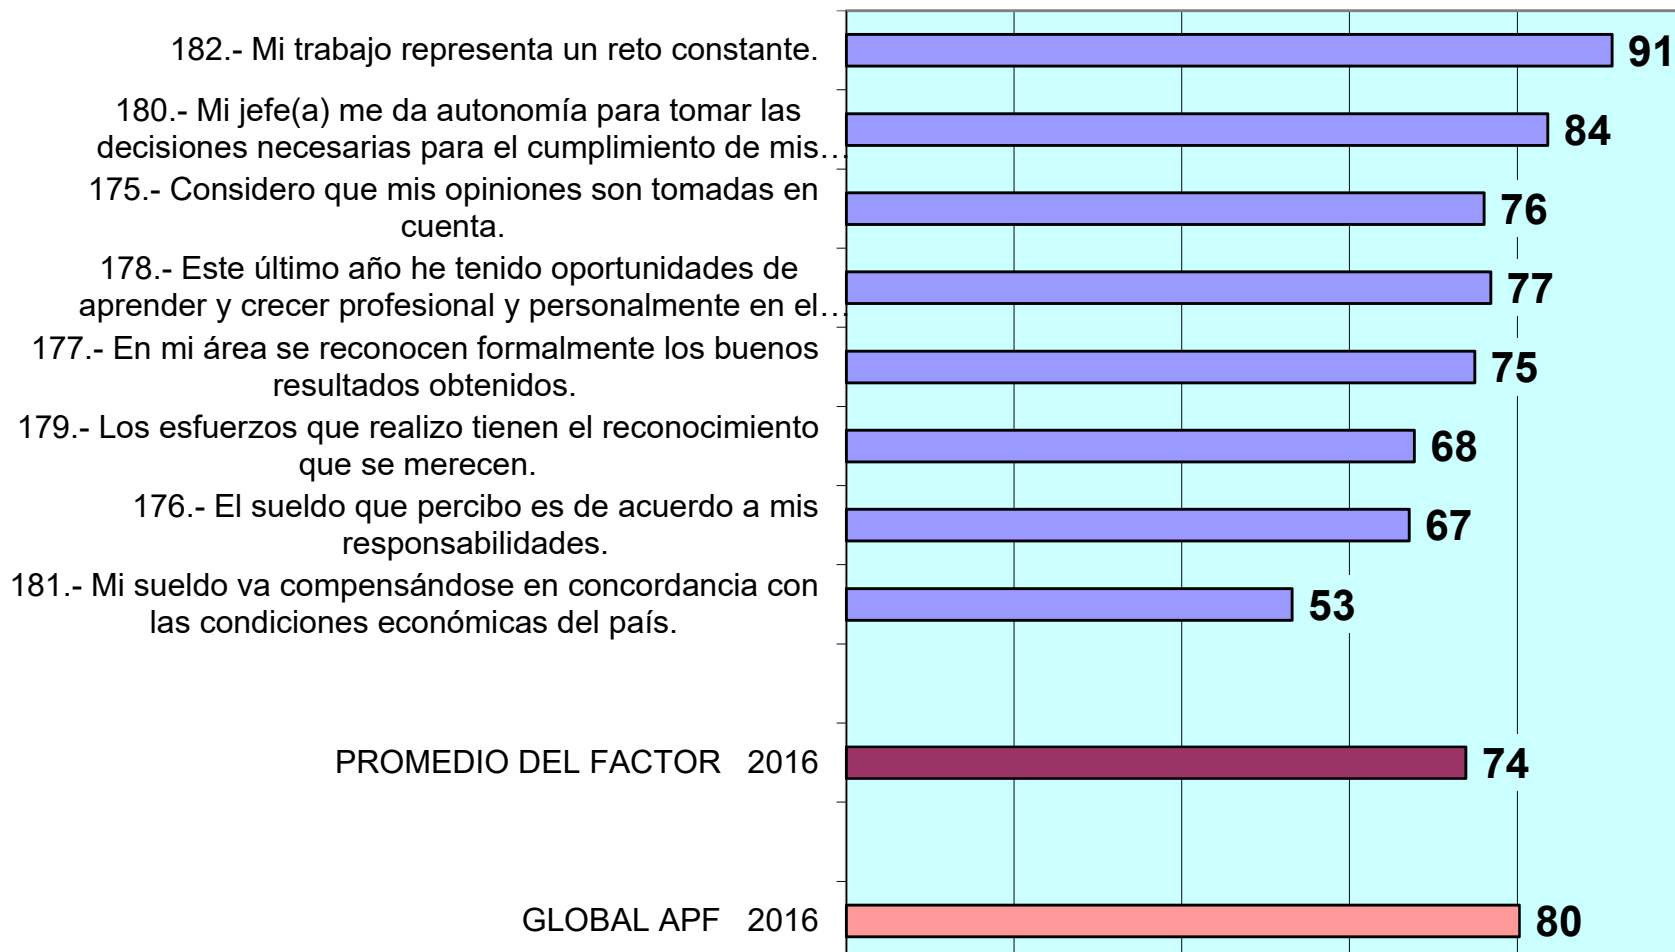 182.- Mi trabajo representa un reto constante.
91
180.- Mi jefe(a) me da autonomía para tomar las
decisiones necesarias para el cumplimiento de mis…
84
175.- Considero que mis opiniones son tomadas en
cuenta.
76
178.- Este último año he tenido oportunidades de
aprender y crecer profesional y personalmente en el…
77
177.- En mi área se reconocen formalmente los buenos
resultados obtenidos.
75
179.- Los esfuerzos que realizo tienen el reconocimiento
que se merecen.
68
176.- El sueldo que percibo es de acuerdo a mis
responsabilidades.
67
181.- Mi sueldo va compensándose en concordancia con
las condiciones económicas del país.
53
PROMEDIO DEL FACTOR 2016
74
GLOBAL APF 2016
80